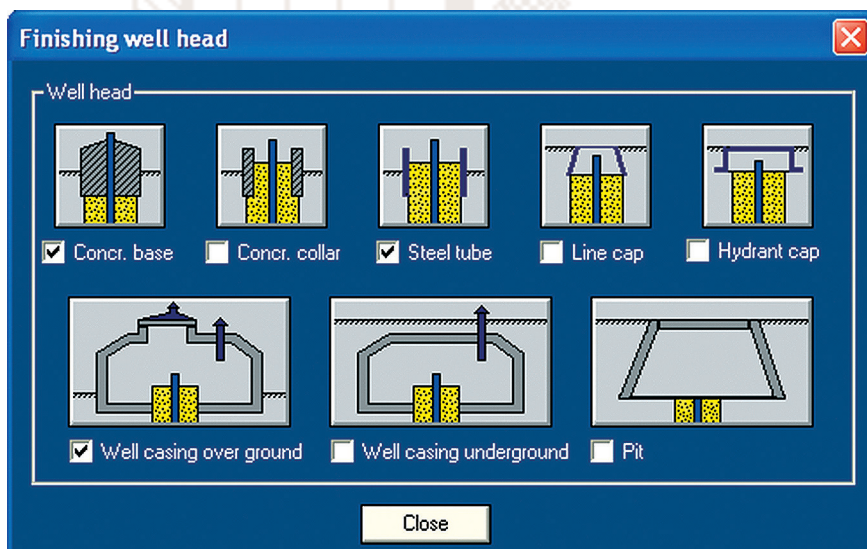 Finishing well head
Well head
Concr. base Concr. collar Steel tube Line cap Hydrant cap
Well casing over ground Well casing underground Pit
Close